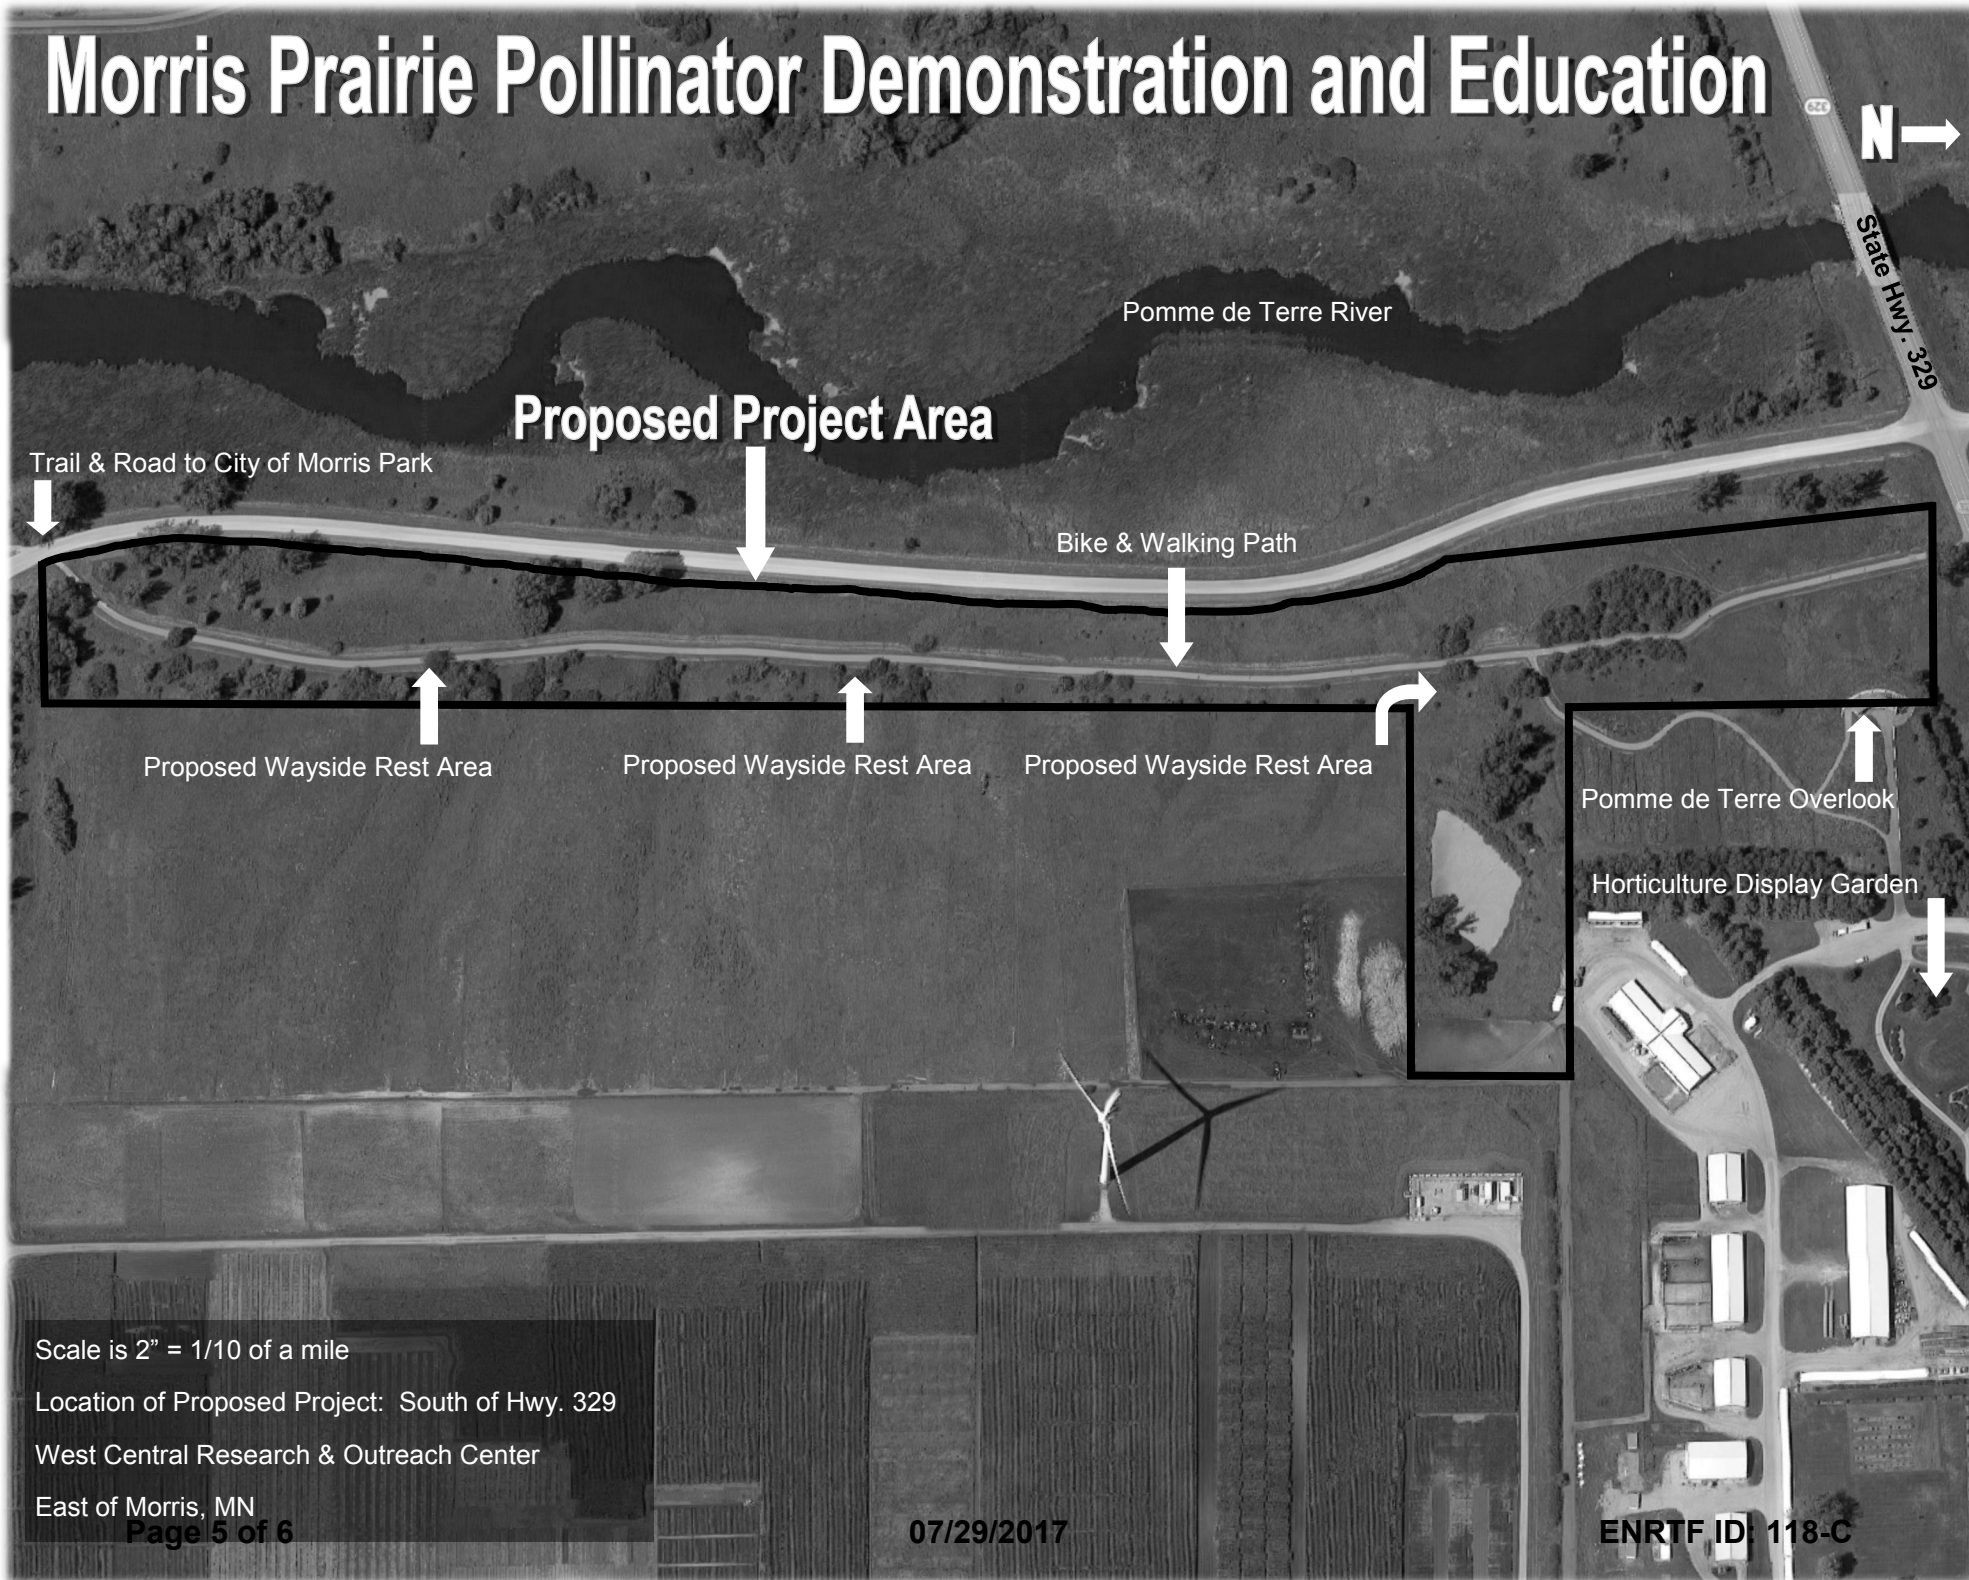 Morris Prairie Pollinator Demonstration and Education
329
N
State Hwy. 329
Pomme de Terre River
Proposed Project Area
Trail & Road to City of Morris Park
Bike & Walking Path
Proposed Wayside Rest Area
Proposed Wayside Rest Area
Proposed Wayside Rest Area
Pomme de Terre Overlook
Horticulture Display Garden
Scale is 2” = 1/10 of a mile
Location of Proposed Project: South of Hwy. 329
West Central Research & Outreach Center
East of Morris, MN
Page 5 of 6
07/29/2017
ENRTF ID: 118-C